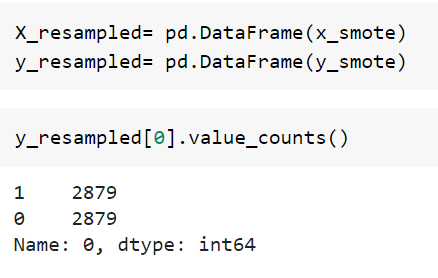 X_resampled= pd.DataFrame(x_smote)
y_resampled= pd.DataFrame(y_smote)
y_resampled[0].value_counts()
1    2879
0    2879
Name: 0, dtype: int64